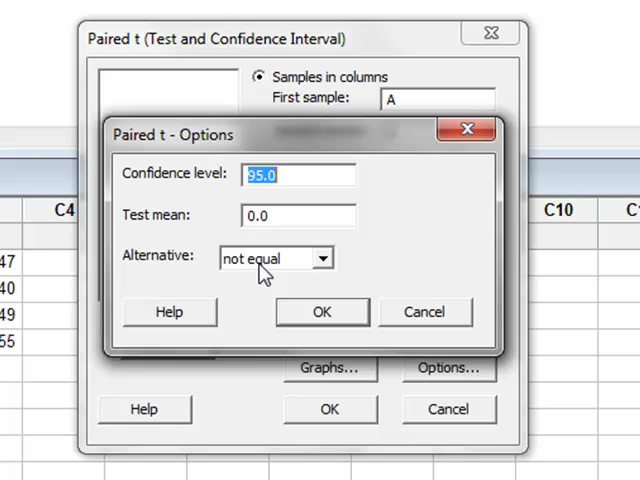 Paired t (Test and Confidence Interval)
Samples in columns
First sample: A
Paired t - Options
Confidence level: 95.0
Test mean: 0.0
Alternative: not equal
Help OK Cancel
C4 C10 C1
47
40
49
55
Graphs... Options...
Help OK Cancel